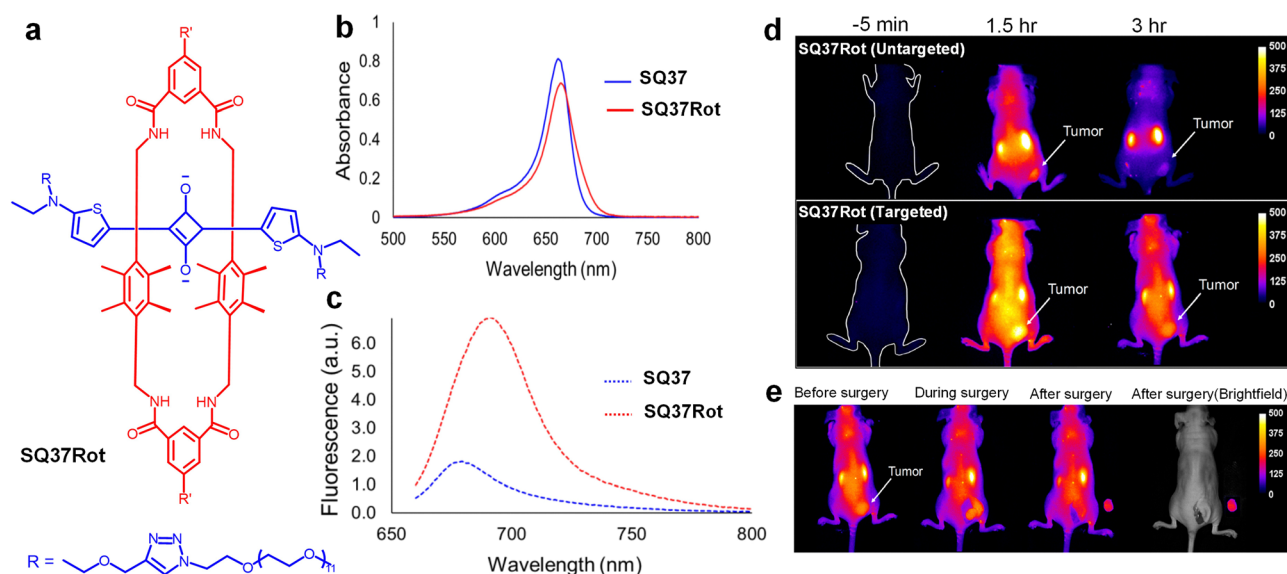 a
R'
O
O
NH
HN
R
N
S
O
S
N
R
O
NH
HN
O
O
R'
SQ37Rot
R =
O
N=N
N
O
O
11
b
1
0.8
0.6
0.4
0.2
0
Absorbance
SQ37
SQ37Rot
500
550
600
650
700
750
800
Wavelength (nm)
c
6.0
5.0
4.0
3.0
2.0
1.0
0.0
Fluorescence (a.u.)
SQ37
SQ37Rot
650
700
750
800
Wavelength (nm)
d
-5 min
1.5 hr
3 hr
SQ37Rot (Untargeted)
Tumor
Tumor
500
375
250
125
0
SQ37Rot (Targeted)
Tumor
Tumor
500
375
250
125
0
e
Before surgery
During surgery
After surgery
After surgery(Brightfield)
Tumor
500
375
250
125
0